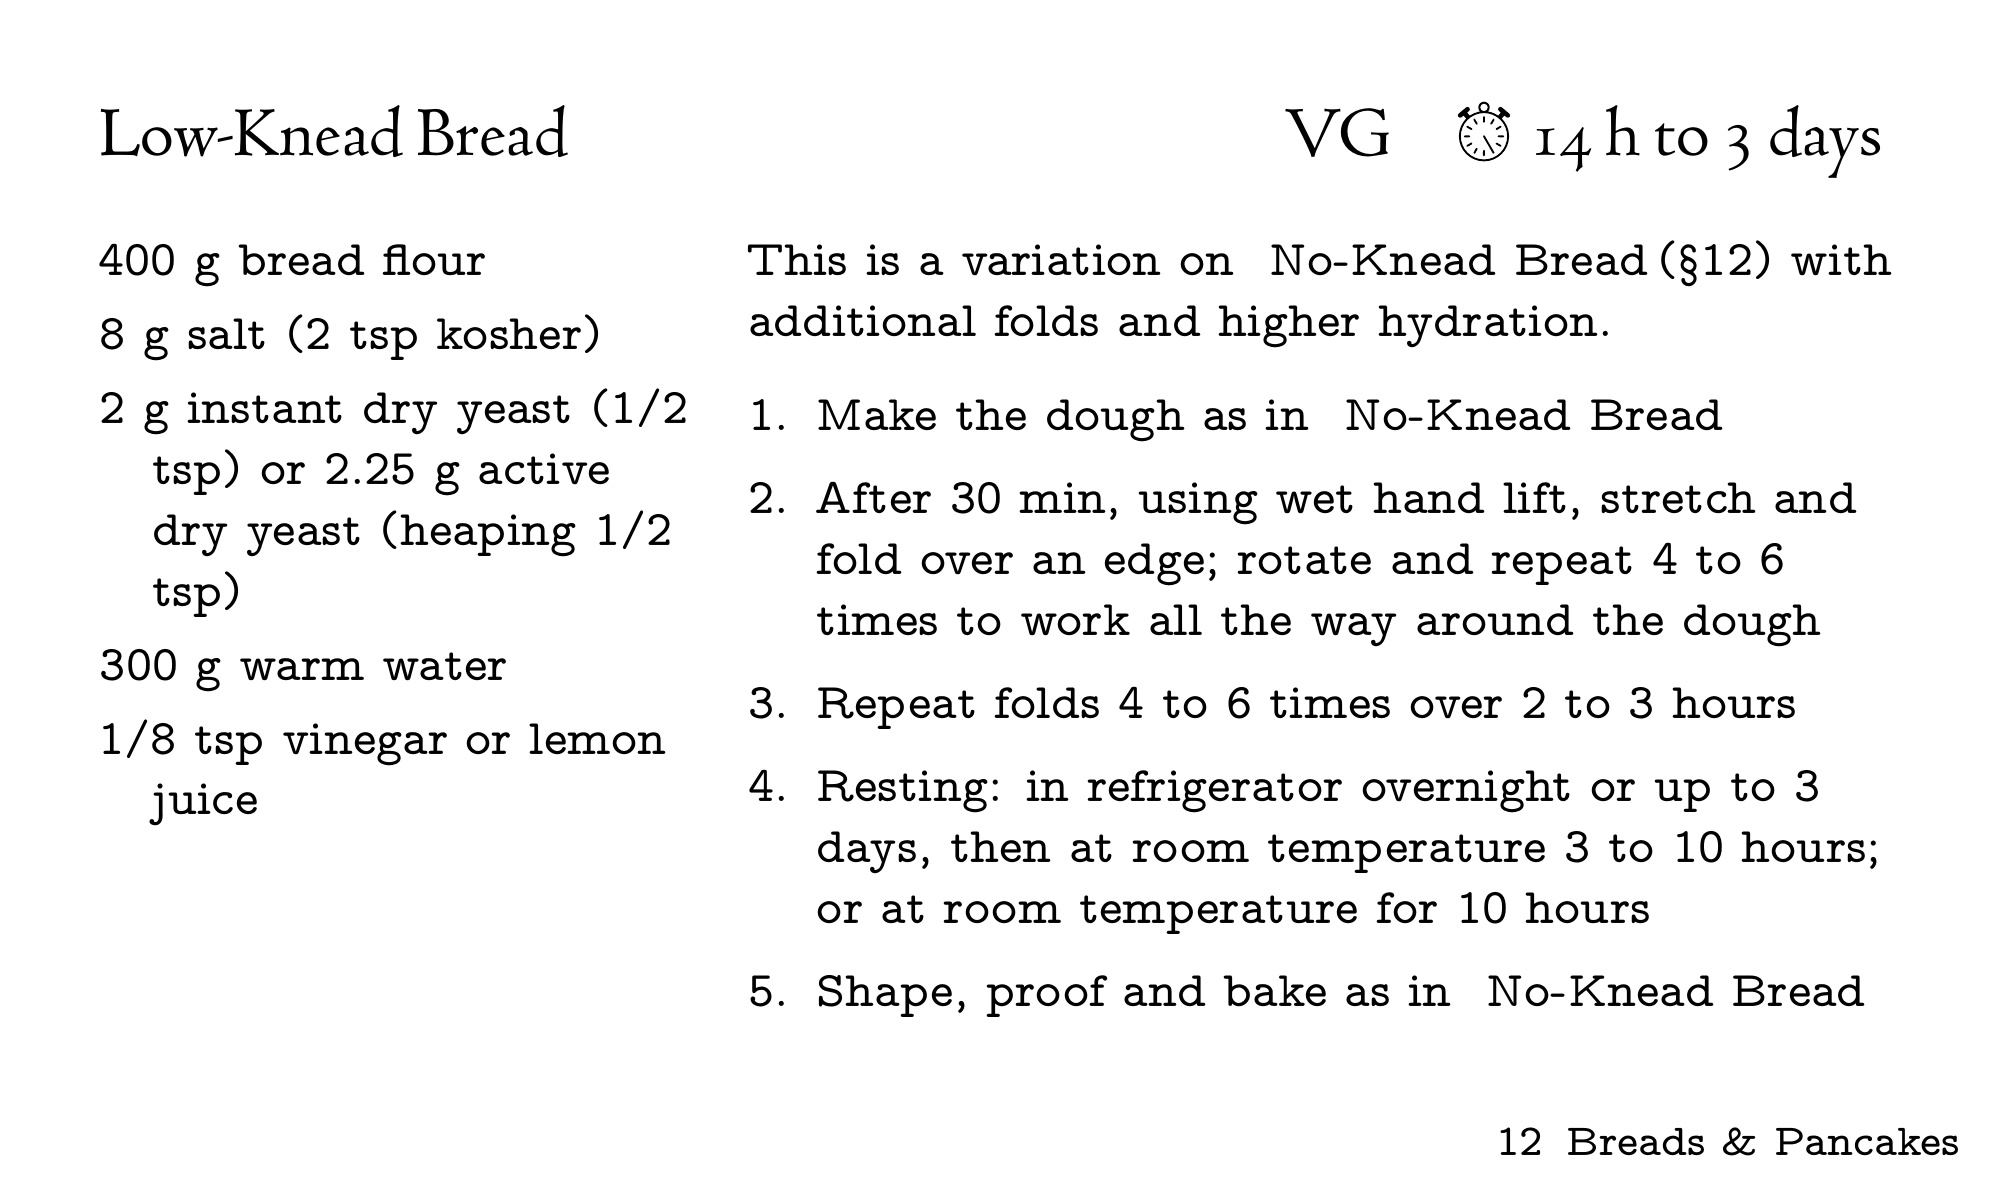 Low-Knead Bread
VG 14 h to 3 days
400 g bread flour
8 g salt (2 tsp kosher)
2 g instant dry yeast (1/2
tsp) or 2.25 g active
dry yeast (heaping 1/2
tsp)
300 g warm water
1/8 tsp vinegar or lemon
juice
This is a variation on No-Knead Bread (§12) with
additional folds and higher hydration.
1. Make the dough as in No-Knead Bread
2. After 30 min, using wet hand lift, stretch and
fold over an edge; rotate and repeat 4 to 6
times to work all the way around the dough
3. Repeat folds 4 to 6 times over 2 to 3 hours
4. Resting: in refrigerator overnight or up to 3
days, then at room temperature 3 to 10 hours;
or at room temperature for 10 hours
5. Shape, proof and bake as in No-Knead Bread
12 Breads & Pancakes